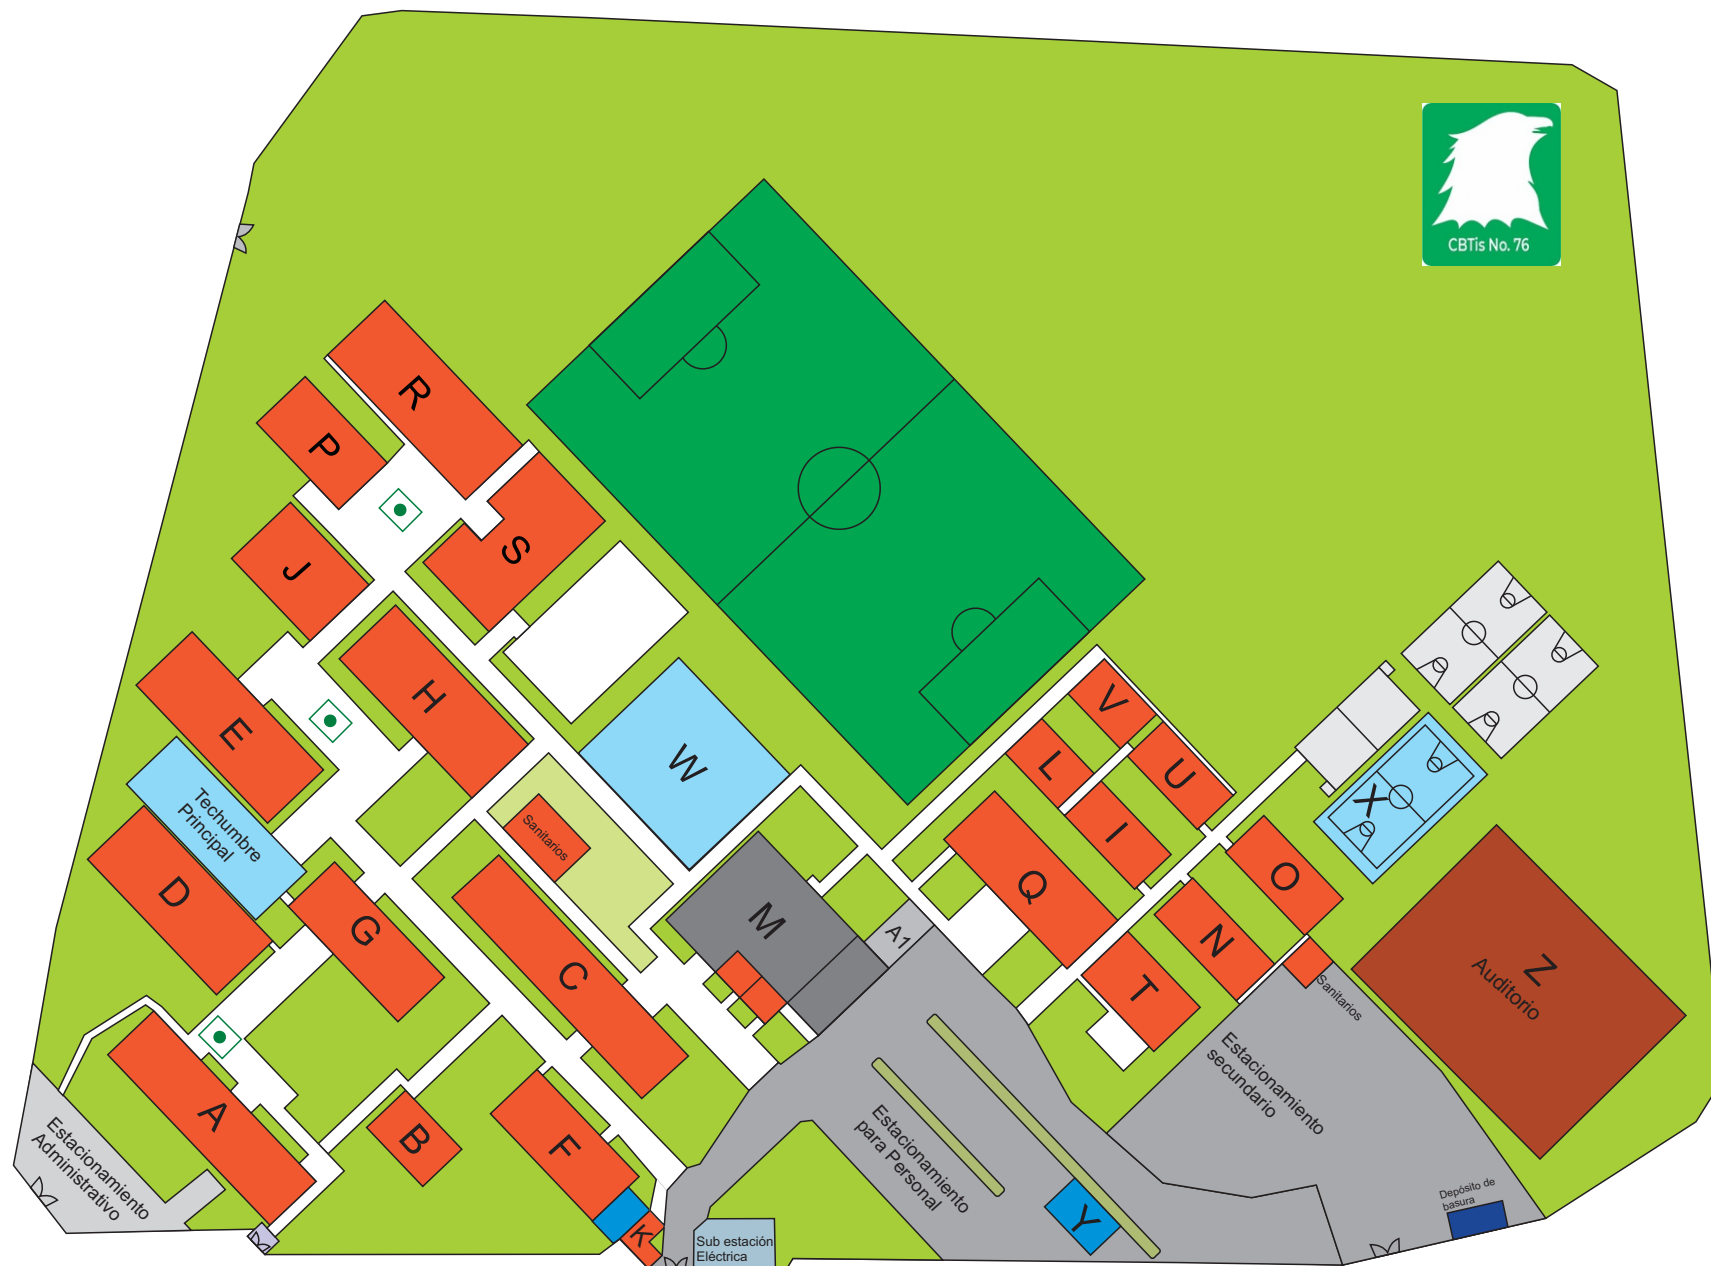 CBTis No. 76
R
P
S
J
H
V
E
W
L
U
Techumbre
Principal
X
I
Sanitarios
D
Q
O
G
M
A1
N
C
Z
Auditorio
T
Sanitarios
A
B
F
Estacionamiento
secundario
Estacionamiento
Administrativo
Estacionamiento
para Personal
Y
Depósito de
basura
K
Sub estación
Eléctrica